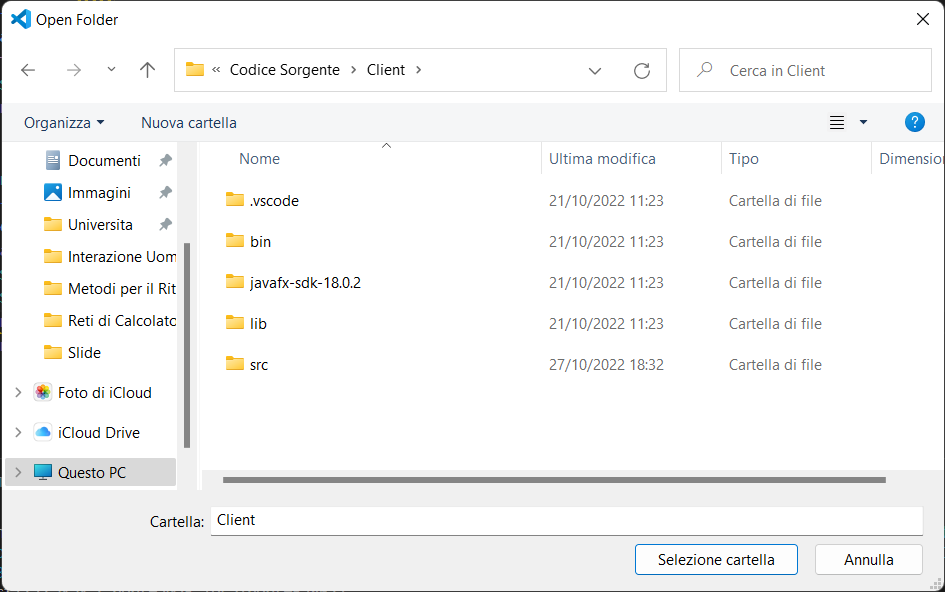 Open Folder
« Codice Sorgente > Client >
Cerca in Client
Organizza
Nuova cartella
?
Documenti
Immagini
Universita
Interazione Uom
Metodi per il Rit
Reti di Calcolato
Slide
Foto di iCloud
iCloud Drive
Questo PC
Nome Ultima modifica Tipo Dimension
.vscode 21/10/2022 11:23 Cartella di file
bin 21/10/2022 11:23 Cartella di file
javafx-sdk-18.0.2 21/10/2022 11:23 Cartella di file
lib 21/10/2022 11:23 Cartella di file
src 27/10/2022 18:32 Cartella di file
Cartella: Client
Selezione cartella
Annulla